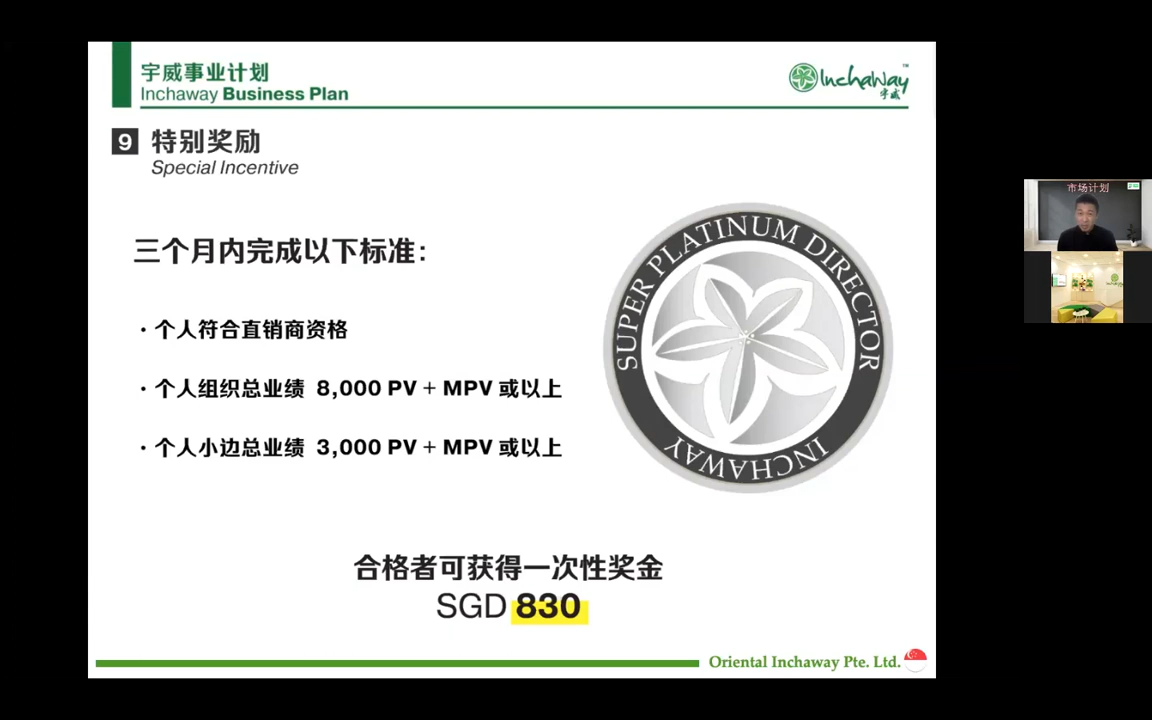 宇威事业计划
Inchaway Business Plan
Inchaway™
宇威
9 特别奖励
Special Incentive
三个月内完成以下标准：
· 个人符合直销商资格
· 个人组织总业绩 8,000 PV + MPV 或以上
· 个人小边总业绩 3,000 PV + MPV 或以上
SUPER PLATINUM DIRECTOR
INCHAWAY
合格者可获得一次性奖金
SGD 830
Oriental Inchaway Pte. Ltd.
市场计划